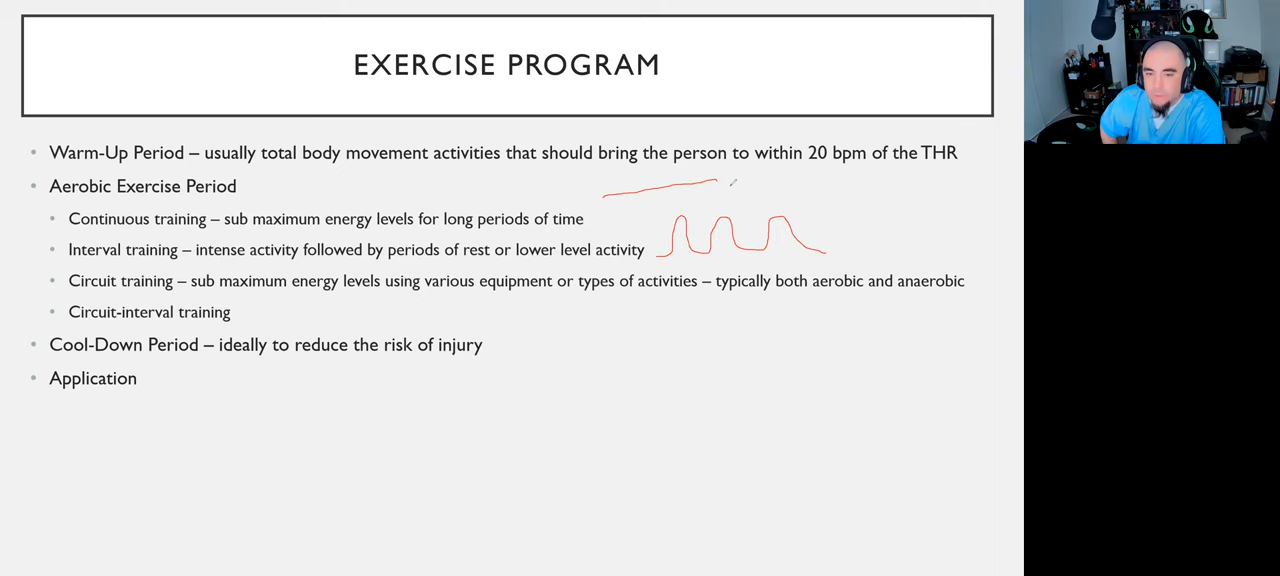 EXERCISE PROGRAM
• Warm-Up Period – usually total body movement activities that should bring the person to within 20 bpm of the THR
• Aerobic Exercise Period
• Continuous training – sub maximum energy levels for long periods of time
• Interval training – intense activity followed by periods of rest or lower level activity
• Circuit training – sub maximum energy levels using various equipment or types of activities – typically both aerobic and anaerobic
• Circuit-interval training
• Cool-Down Period – ideally to reduce the risk of injury
• Application